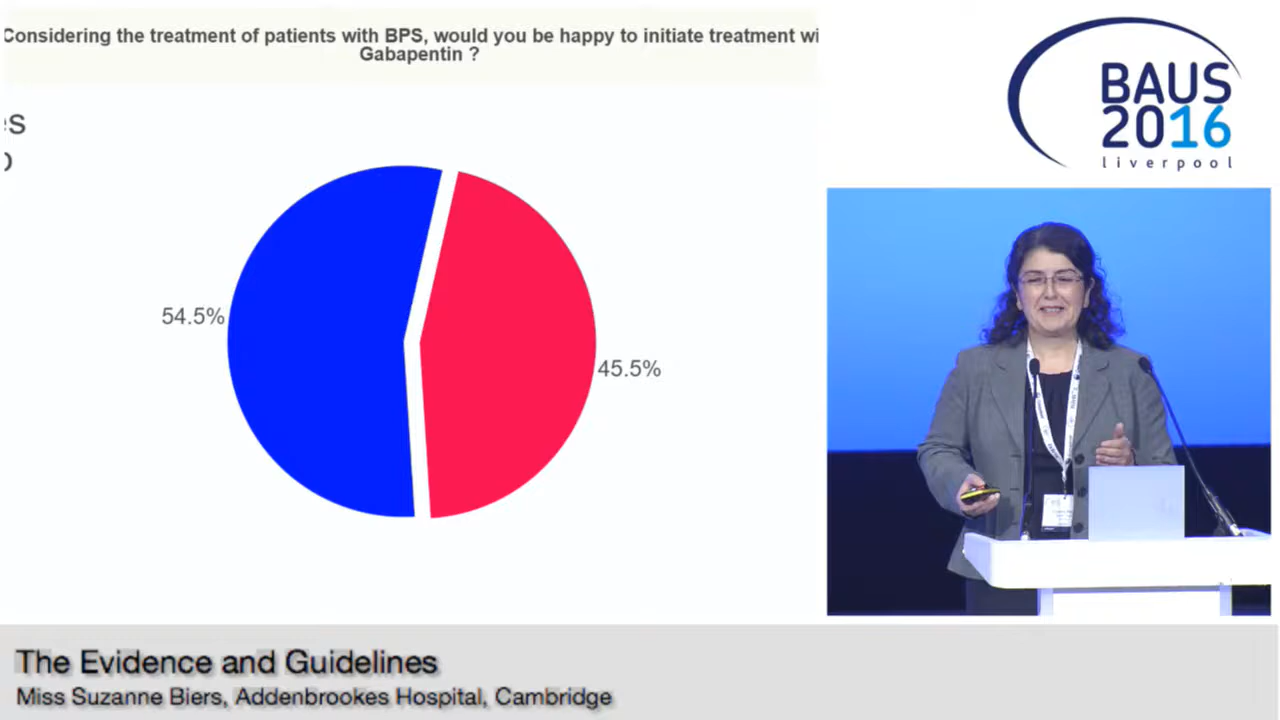 Considering the treatment of patients with BPS, would you be happy to initiate treatment wi
Gabapentin ?
es
o
54.5%
45.5%
BAUS
2016
liverpool
The Evidence and Guidelines
Miss Suzanne Biers, Addenbrookes Hospital, Cambridge